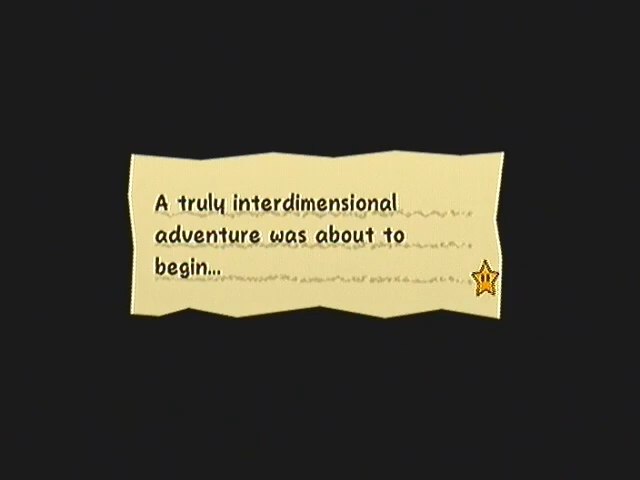 A truly interdimensional
adventure was about to
begin...